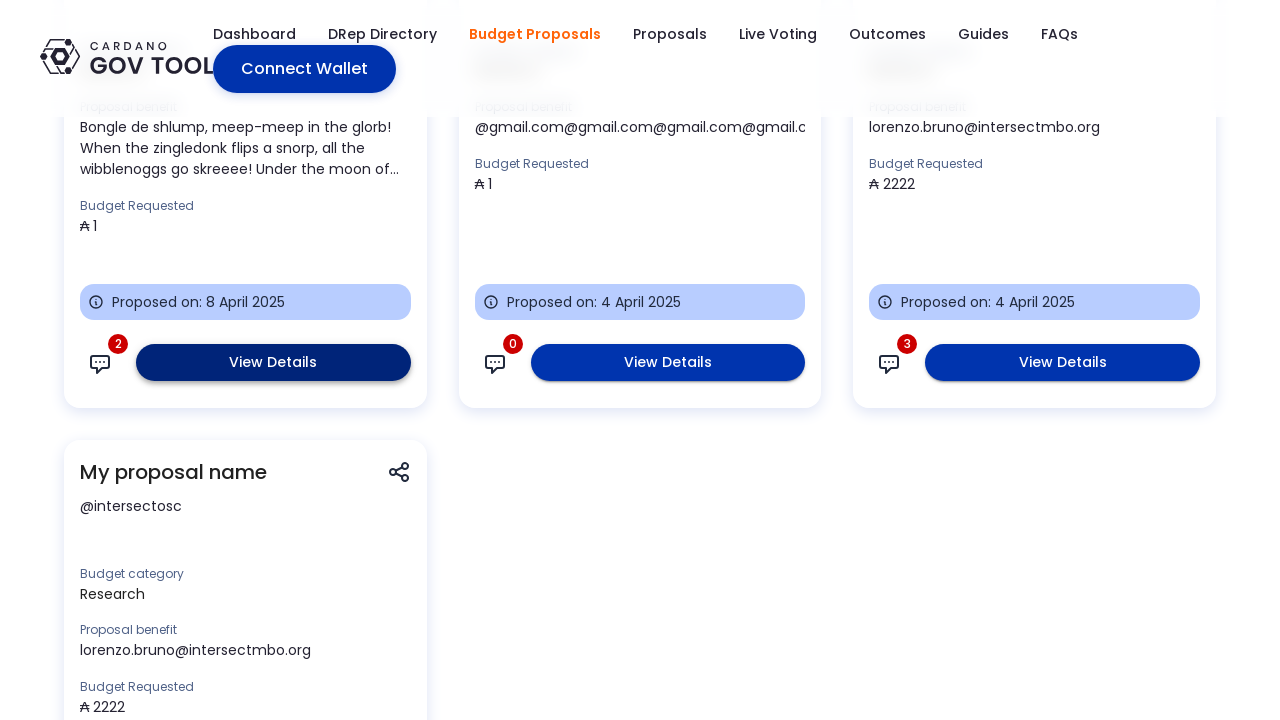 CARDANO
GOV TOOL
Dashboard
DRep Directory
Budget Proposals
Proposals
Live Voting
Outcomes
Guides
FAQs
Connect Wallet
Proposal benefit
Bongle de shlump, meep-meep in the glorb!
When the zingledonk flips a snorp, all the
wibblenoggs go skreeee! Under the moon of...
Budget Requested
₳ 1
Proposed on: 8 April 2025
2
View Details
Proposal benefit
@gmail.com@gmail.com@gmail.com@gmail.c
Budget Requested
₳ 1
Proposed on: 4 April 2025
0
View Details
Proposal benefit
lorenzo.bruno@intersectmbo.org
Budget Requested
₳ 2222
Proposed on: 4 April 2025
3
View Details
My proposal name
@intersectosc
Budget category
Research
Proposal benefit
lorenzo.bruno@intersectmbo.org
Budget Requested
₳ 2222